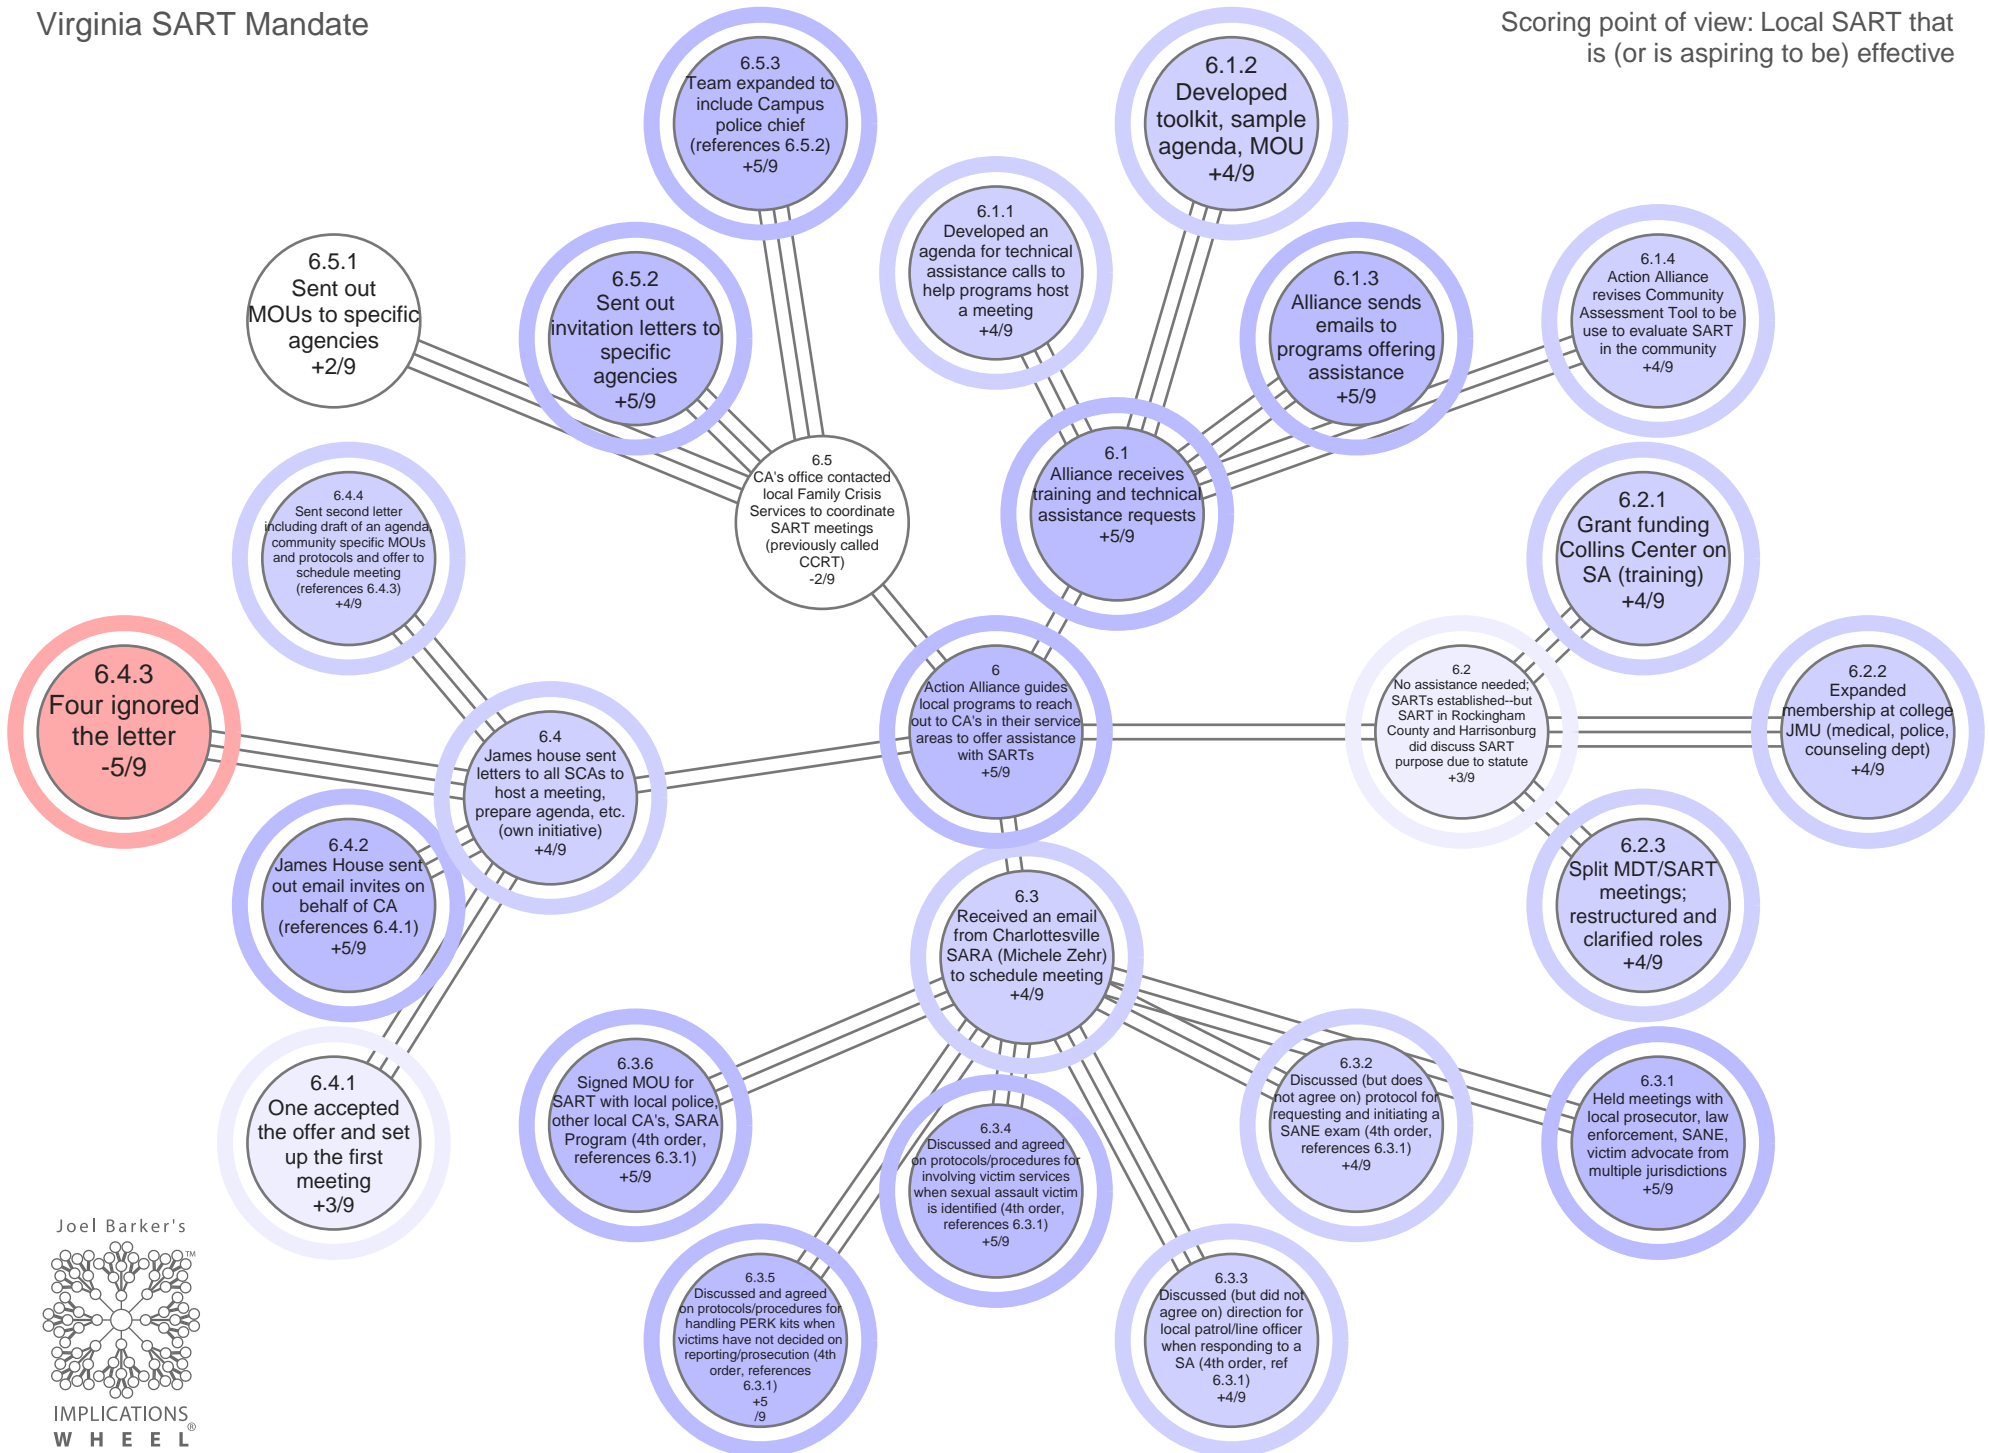 Virginia SART Mandate
Scoring point of view: Local SART that
is (or is aspiring to be) effective
6.5.3
Team expanded to
include Campus
police chief
(references 6.5.2)
+5/9
6.1.2
Developed
toolkit, sample
agenda, MOU
+4/9
6.5.1
Sent out
MOUs to specific
agencies
+2/9
6.5.2
Sent out
invitation letters to
specific
agencies
+5/9
6.1.1
Developed an
agenda for technical
assistance calls to
help programs host
a meeting
+4/9
6.1.3
Alliance sends
emails to
programs offering
assistance
+5/9
6.1.4
Action Alliance
revises Community
Assessment Tool to be
use to evaluate SART
in the community
+4/9
6.4.4
Sent second letter
including draft of an agenda,
community specific MOUs
and protocols and offer to
schedule meeting
(references 6.4.3)
+4/9
6.5
CA's office contacted
local Family Crisis
Services to coordinate
SART meetings
(previously called
CCRT)
-2/9
6.1
Alliance receives
training and technical
assistance requests
+5/9
6.2.1
Grant funding
Collins Center on
SA (training)
+4/9
6.4.3
Four ignored
the letter
-5/9
6.4
James house sent
letters to all SCAs to
host a meeting,
prepare agenda, etc.
(own initiative)
+4/9
6
Action Alliance guides
local programs to reach
out to CA's in their service
areas to offer assistance
with SARTs
+5/9
6.2
No assistance needed;
SARTs established--but
SART in Rockingham
County and Harrisonburg
did discuss SART
purpose due to statute
+3/9
6.2.2
Expanded
membership at college
JMU (medical, police,
counseling dept)
+4/9
6.4.2
James House sent
out email invites on
behalf of CA
(references 6.4.1)
+5/9
6.3
Received an email
from Charlottesville
SARA (Michele Zehr)
to schedule meeting
+4/9
6.2.3
Split MDT/SART
meetings;
restructured and
clarified roles
+4/9
6.4.1
One accepted
the offer and set
up the first
meeting
+3/9
6.3.6
Signed MOU for
SART with local police,
other local CA's, SARA
Program (4th order,
references 6.3.1)
+5/9
6.3.4
Discussed and agreed
on protocols/procedures for
involving victim services
when sexual assault victim
is identified (4th order,
references 6.3.1)
+5/9
6.3.2
Discussed (but does
not agree on) protocol for
requesting and initiating a
SANE exam (4th order,
references 6.3.1)
+4/9
6.3.1
Held meetings with
local prosecutor, law
enforcement, SANE,
victim advocate from
multiple jurisdictions
+5/9
6.3.5
Discussed and agreed
on protocols/procedures for
handling PERK kits when
victims have not decided on
reporting/prosecution (4th
order, references
6.3.1)
+5
/9
6.3.3
Discussed (but did not
agree on) direction for
local patrol/line officer
when responding to a
SA (4th order, ref
6.3.1)
+4/9
Joel Barker's
TM
IMPLICATIONS
WHEEL®